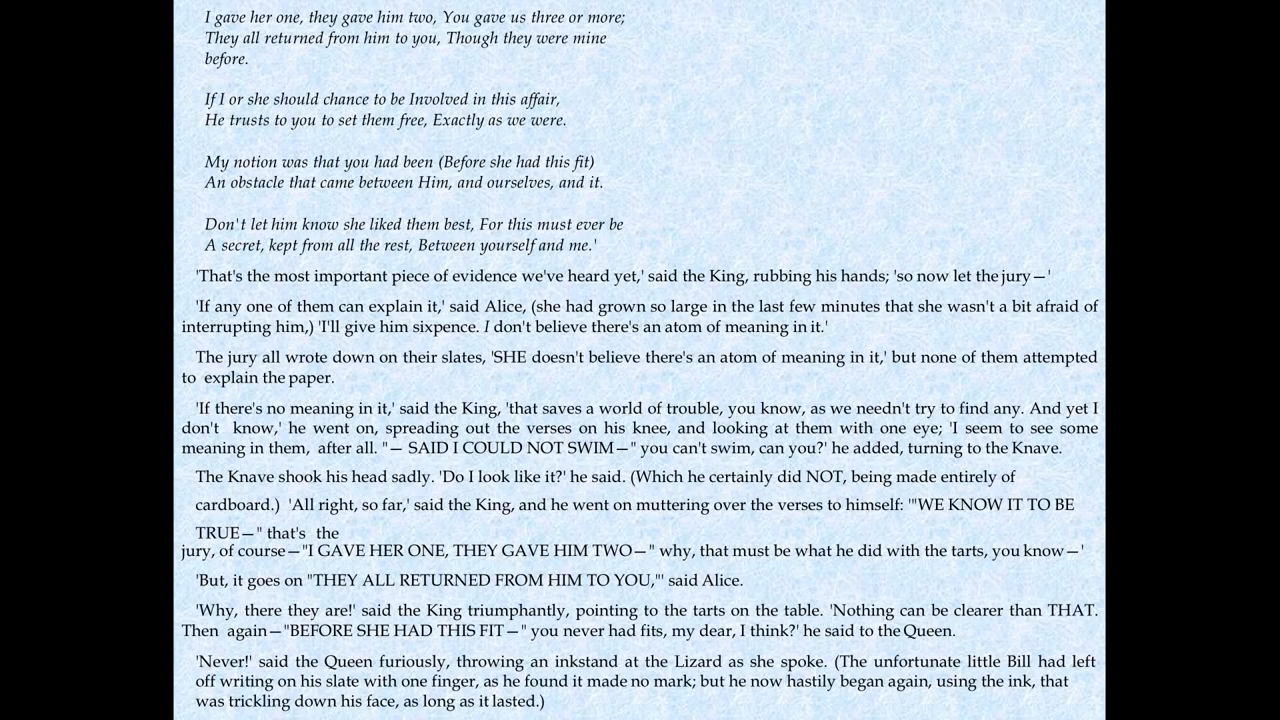 I gave her one, they gave him two, You gave us three or more;
They all returned from him to you, Though they were mine
before.
If I or she should chance to be Involved in this affair,
He trusts to you to set them free, Exactly as we were.
My notion was that you had been (Before she had this fit)
An obstacle that came between Him, and ourselves, and it.
Don't let him know she liked them best, For this must ever be
A secret, kept from all the rest, Between yourself and me.'
'That's the most important piece of evidence we've heard yet,' said the King, rubbing his hands; 'so now let the jury—'
'If any one of them can explain it,' said Alice, (she had grown so large in the last few minutes that she wasn't a bit afraid of
interrupting him,) 'I'll give him sixpence. I don't believe there's an atom of meaning in it.'
The jury all wrote down on their slates, 'SHE doesn't believe there's an atom of meaning in it,' but none of them attempted
to explain the paper.
'If there's no meaning in it,' said the King, 'that saves a world of trouble, you know, as we needn't try to find any. And yet I
don't know,' he went on, spreading out the verses on his knee, and looking at them with one eye; 'I seem to see some
meaning in them, after all. "— SAID I COULD NOT SWIM—" you can't swim, can you?' he added, turning to the Knave.
The Knave shook his head sadly. 'Do I look like it?' he said. (Which he certainly did NOT, being made entirely of
cardboard.) 'All right, so far,' said the King, and he went on muttering over the verses to himself: '"WE KNOW IT TO BE
TRUE—" that's the
jury, of course—"I GAVE HER ONE, THEY GAVE HIM TWO—" why, that must be what he did with the tarts, you know—'
'But, it goes on "THEY ALL RETURNED FROM HIM TO YOU,"' said Alice.
'Why, there they are!' said the King triumphantly, pointing to the tarts on the table. 'Nothing can be clearer than THAT.
Then again—"BEFORE SHE HAD THIS FIT—" you never had fits, my dear, I think?' he said to the Queen.
'Never!' said the Queen furiously, throwing an inkstand at the Lizard as she spoke. (The unfortunate little Bill had left
off writing on his slate with one finger, as he found it made no mark; but he now hastily began again, using the ink, that
was trickling down his face, as long as it lasted.)